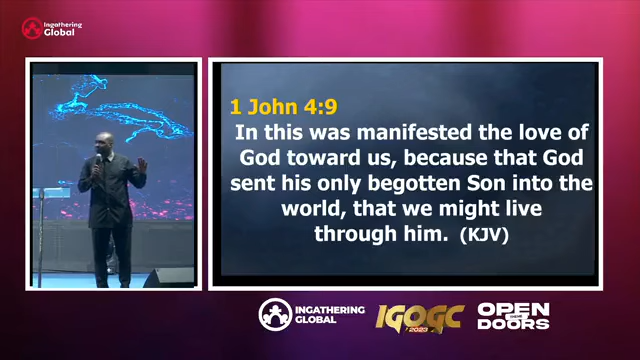 Ingathering
Global
1 John 4:9
In this was manifested the love of
God toward us, because that God
sent his only begotten Son into the
world, that we might live
through him. (KJV)
INGATHERING
GLOBAL
IGOGC
2023
OPEN
DOORS